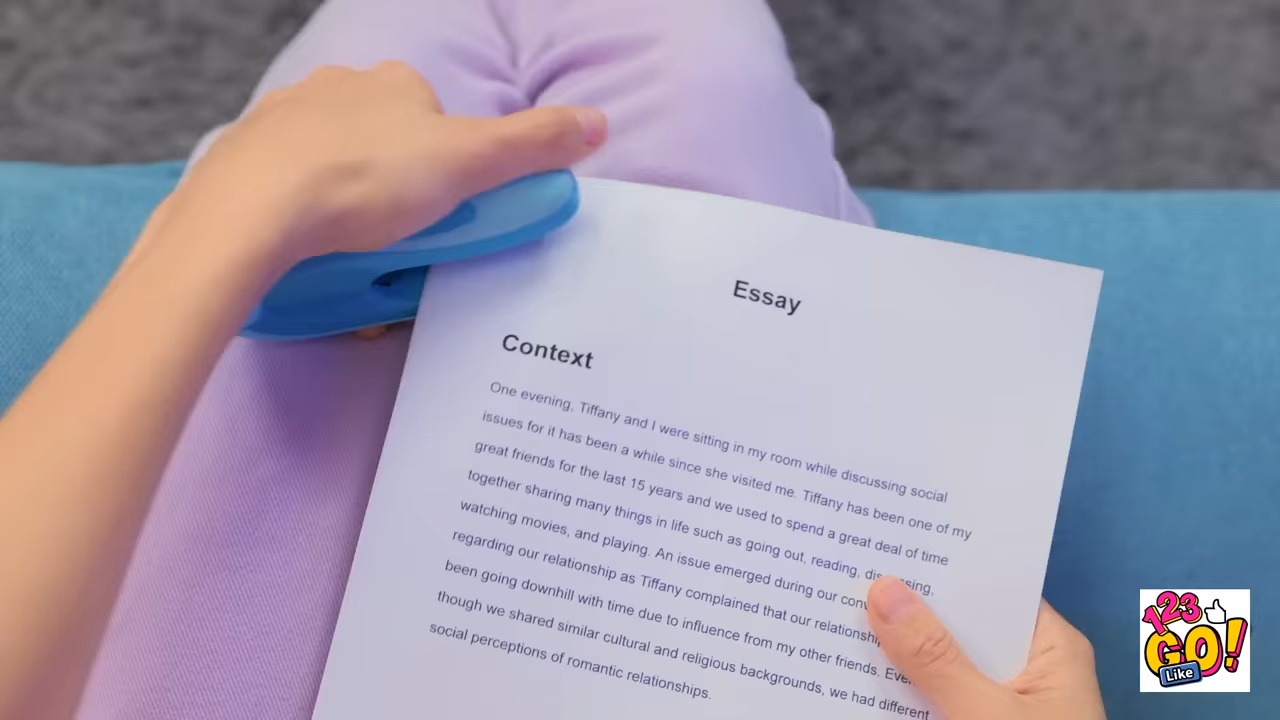 Essay
Context
One evening, Tiffany and I were sitting in my room while discussing social
issues for it has been a while since she visited me. Tiffany has been one of my
great friends for the last 15 years and we used to spend a great deal of time
together sharing many things in life such as going out, reading,
watching movies, and playing. An issue emerged during our
regarding our relationship as Tiffany complained that our
been going downhill with time due to influence from my other friends.
though we shared similar cultural and religious backgrounds, we had different
social perceptions of romantic relationships.
123
GO!
Like